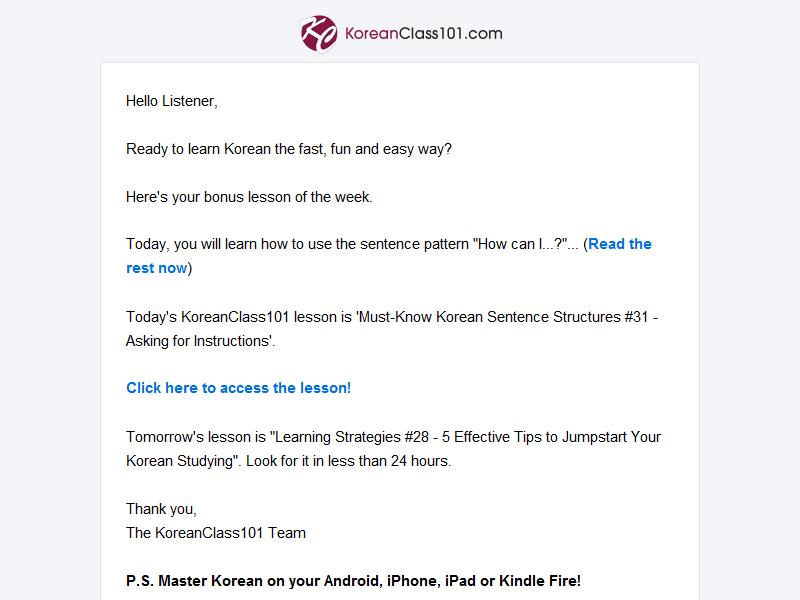 KoreanClass101.com
Hello Listener,
Ready to learn Korean the fast, fun and easy way?
Here's your bonus lesson of the week.
Today, you will learn how to use the sentence pattern "How can I...?"... (Read the
rest now)
Today's KoreanClass101 lesson is 'Must-Know Korean Sentence Structures #31 -
Asking for Instructions'.
Click here to access the lesson!
Tomorrow's lesson is "Learning Strategies #28 - 5 Effective Tips to Jumpstart Your
Korean Studying". Look for it in less than 24 hours.
Thank you,
The KoreanClass101 Team
P.S. Master Korean on your Android, iPhone, iPad or Kindle Fire!